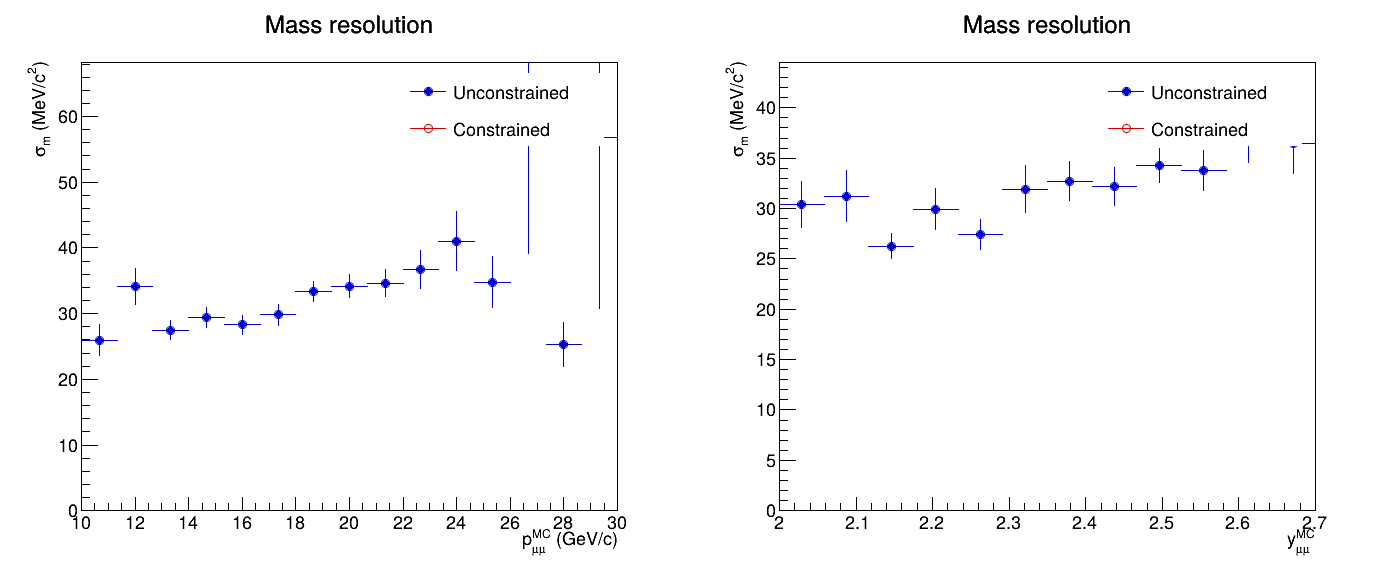 Mass resolution
σm (MeV/c²)
Unconstrained
Constrained
60
50
40
30
20
10
0
10 12 14 16 18 20 22 24 26 28 30
pμμMC (GeV/c)
Mass resolution
σm (MeV/c²)
Unconstrained
Constrained
40
35
30
25
20
15
10
5
0
2 2.1 2.2 2.3 2.4 2.5 2.6 2.7
yμμMC